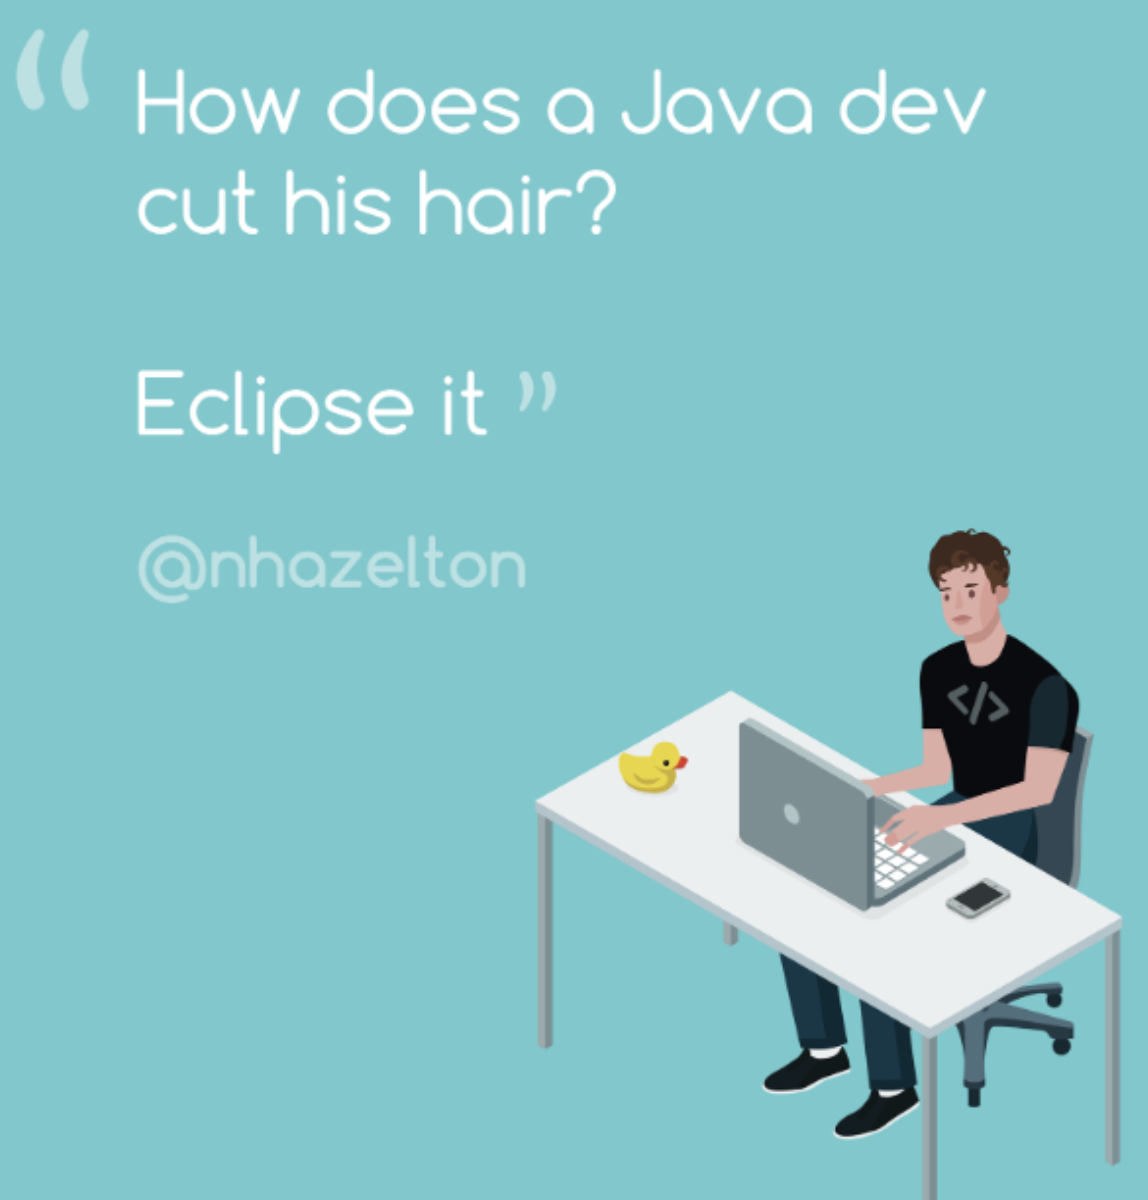 “ How does a Java dev
cut his hair?
Eclipse it ”
@nhazelton
</>